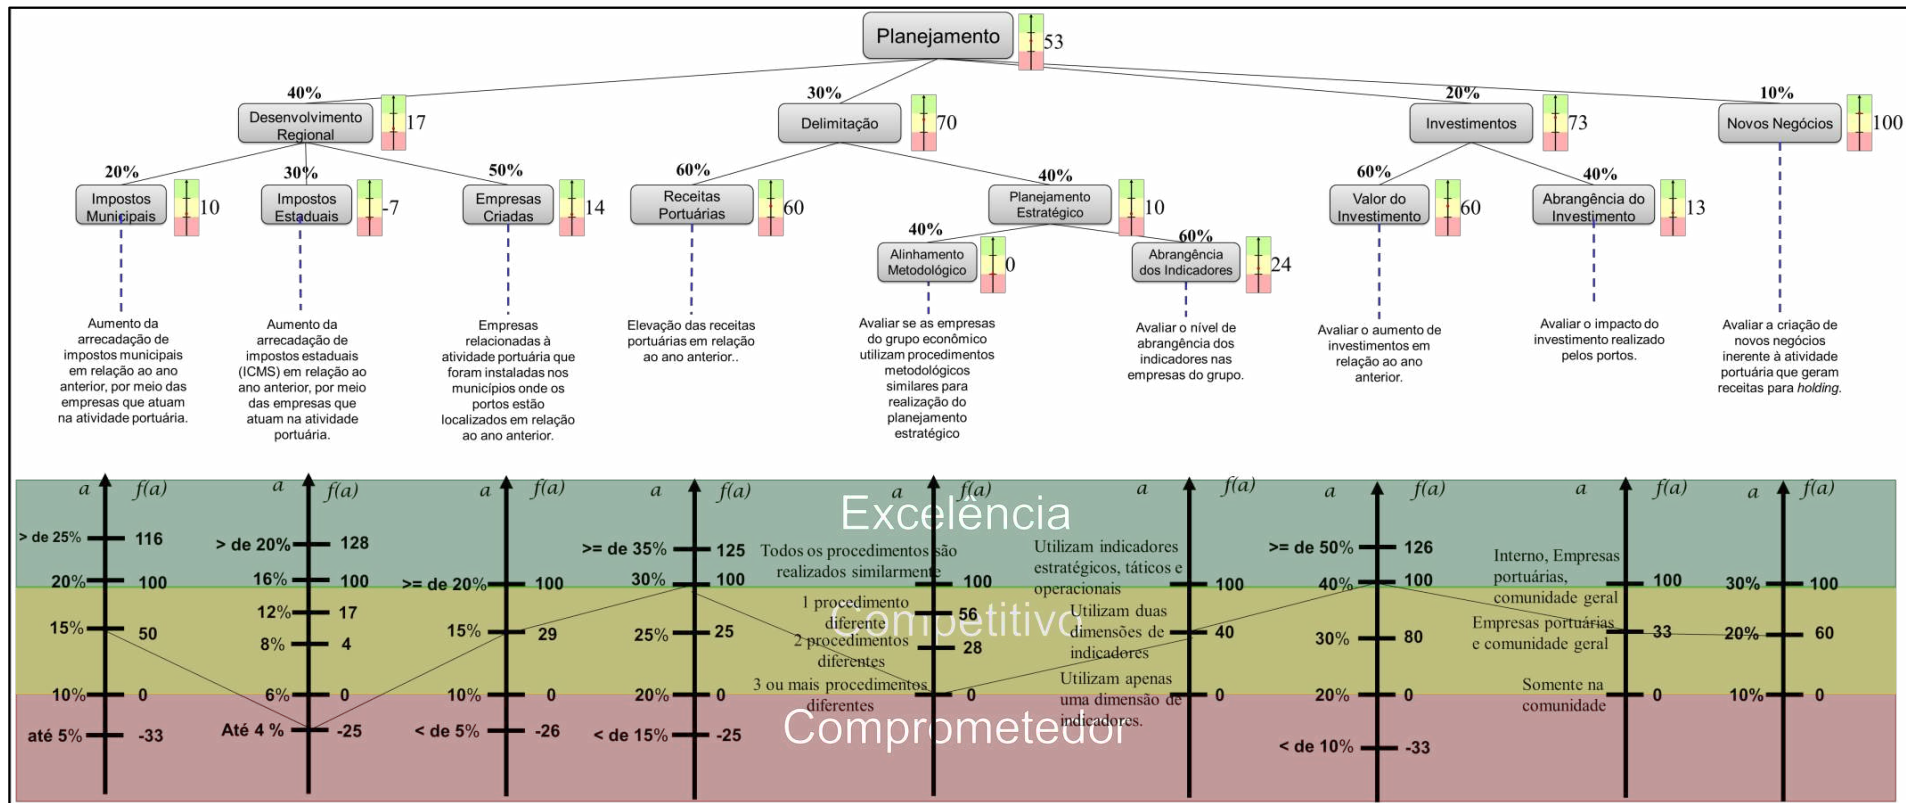 Planejamento
53
40%
30%
20%
10%
Desenvolvimento
Regional
17
Delimitação
70
Investimentos
73
Novos Negócios
100
20%
30%
50%
60%
40%
60%
40%
Impostos
Municipais
10
Impostos
Estaduais
-7
Empresas
Criadas
14
Receitas
Portuárias
60
Planejamento
Estratégico
10
Valor do
Investimento
60
Abrangência do
Investimento
13
40%
60%
Alinhamento
Metodológico
0
Abrangência
dos Indicadores
24
Aumento da
arrecadação de
impostos municipais
em relação ao ano
anterior, por meio das
empresas que atuam
na atividade portuária.
Aumento da
arrecadação de
impostos estaduais
(ICMS) em relação ao
ano anterior, por meio
das empresas que
atuam na atividade
portuária.
Empresas
relacionadas à
atividade portuária que
foram instaladas nos
municípios onde os
portos estão
localizados em relação
ao ano anterior.
Elevação das receitas
portuárias em relação
ao ano anterior..
Avaliar se as empresas
do grupo econômico
utilizam procedimentos
metodológicos
similares para
realização do
planejamento
estratégico
Avaliar o nível de
abrangência dos
indicadores nas
empresas do grupo.
Avaliar o aumento de
investimentos em
relação ao ano
anterior.
Avaliar o impacto do
investimento realizado
pelos portos.
Avaliar a criação de
novos negócios
inerente à atividade
portuária que geram
receitas para holding.
Excelência
Competitivo
Comprometedor
a f(a)
> de 25% 116
20% 100
15% 50
10% 0
até 5% -33
a f(a)
> de 20% 128
16% 100
12% 17
8% 4
6% 0
Até 4 % -25
a f(a)
>= de 20% 100
15% 29
10% 0
< de 5% -26
a f(a)
>= de 35% 125
30% 100
25% 25
20% 0
< de 15% -25
a f(a)
Todos os procedimentos são
realizados similarmente 100
1 procedimento
diferente 56
2 procedimentos
diferentes 28
3 ou mais procedimentos
diferentes 0
a f(a)
Utilizam indicadores
estratégicos, táticos e
operacionais 100
Utilizam duas
dimensões de
indicadores 40
Utilizam apenas
uma dimensão de
indicadores. 0
a f(a)
>= de 50% 126
40% 100
30% 80
20% 0
< de 10% -33
a f(a)
Interno, Empresas
portuárias,
comunidade geral 100
Empresas portuárias
e comunidade geral 33
Somente na
comunidade 0
a f(a)
30% 100
20% 60
10% 0